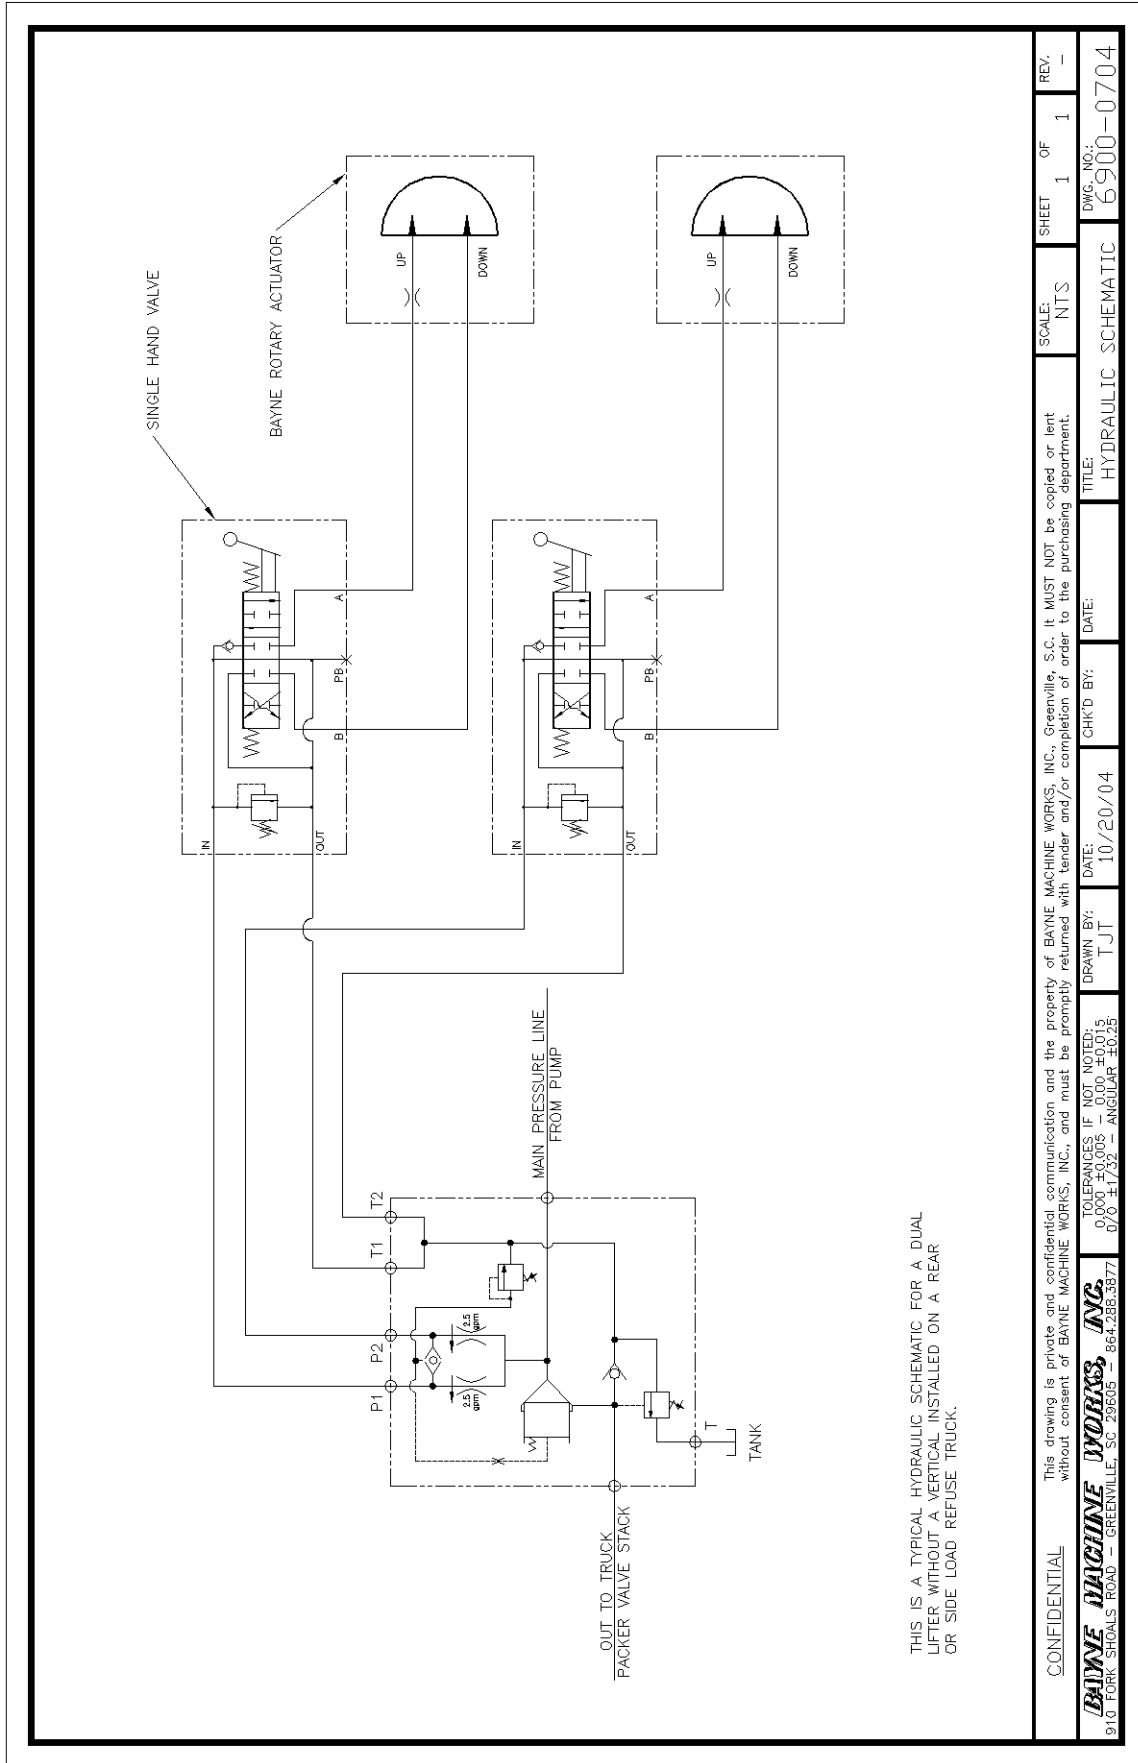 SINGLE HAND VALVE
BAYNE ROTARY ACTUATOR
IN
OUT
B
PB
A
UP
DOWN
IN
OUT
B
PB
A
UP
DOWN
P1
P2
T1
T2
2.5
gpm
2.5
gpm
MAIN PRESSURE LINE
FROM PUMP
T
TANK
OUT TO TRUCK
PACKER VALVE STACK
THIS IS A TYPICAL HYDRAULIC SCHEMATIC FOR A DUAL
LIFTER WITHOUT A VERTICAL INSTALLED ON A REAR
OR SIDE LOAD REFUSE TRUCK.
CONFIDENTIAL
This drawing is private and confidential communication and the property of BAYNE MACHINE WORKS, INC., Greenville, S.C. It MUST NOT be copied or lent
without consent of BAYNE MACHINE WORKS, INC., and must be promptly returned with tender and/or completion of order to the purchasing department.
SCALE:
NTS
SHEET 1 OF 1
REV.
-
BAYNE MACHINE WORKS, INC.
910 FORK SHOALS ROAD - GREENVILLE, SC 29605 - 864.288.3877
TOLERANCES IF NOT NOTED:
0.000 ±0.005 - 0.00 ±0.015
0/0 ±1/32 - ANGULAR ±0.25
DRAWN BY:
TJT
DATE:
10/20/04
CHK'D BY:
DATE:
TITLE:
HYDRAULIC SCHEMATIC
DWG. NO.:
6900-0704